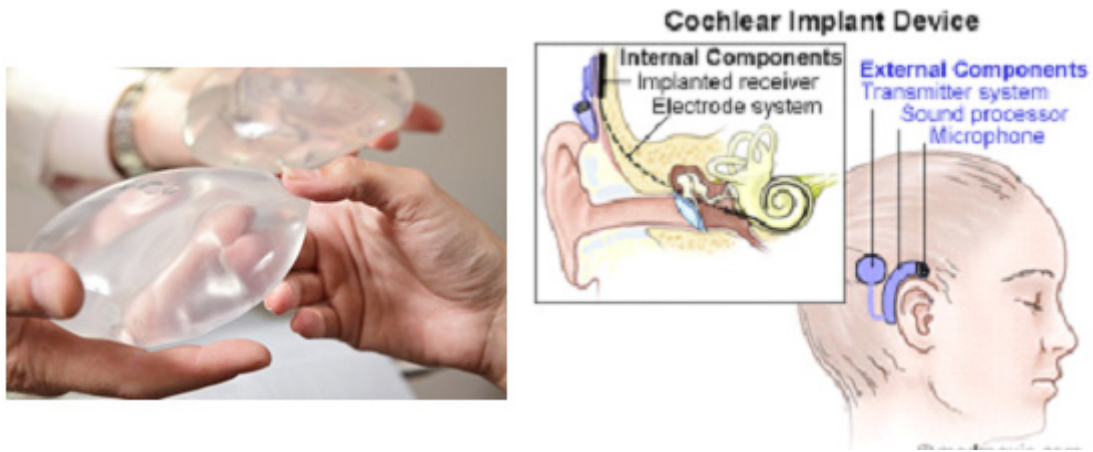 Cochlear Implant Device
Internal Components
Implanted receiver
Electrode system
External Components
Transmitter system
Sound processor
Microphone